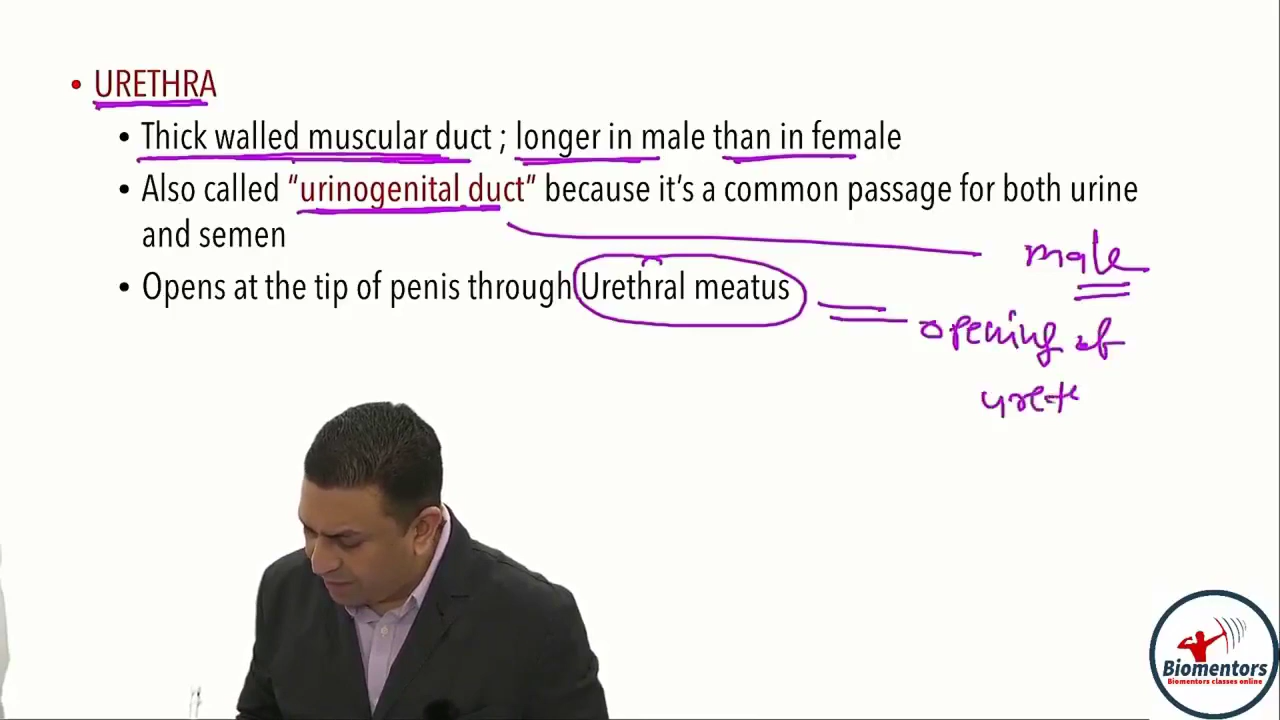 • URETHRA
• Thick walled muscular duct ; longer in male than in female
• Also called “urinogenital duct” because it’s a common passage for both urine
and semen
male
• Opens at the tip of penis through Urethral meatus
opening of
uret
Biomentors
Biomentors classes online